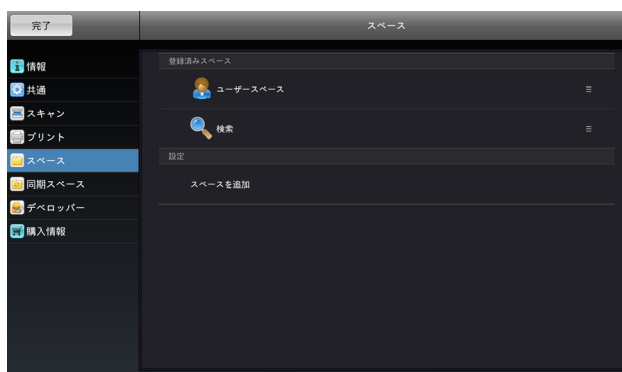 完了
スペース
情報
共通
スキャン
プリント
スペース
同期スペース
デベロッパー
購入情報
登録済みスペース
ユーザースペース
検索
設定
スペースを追加